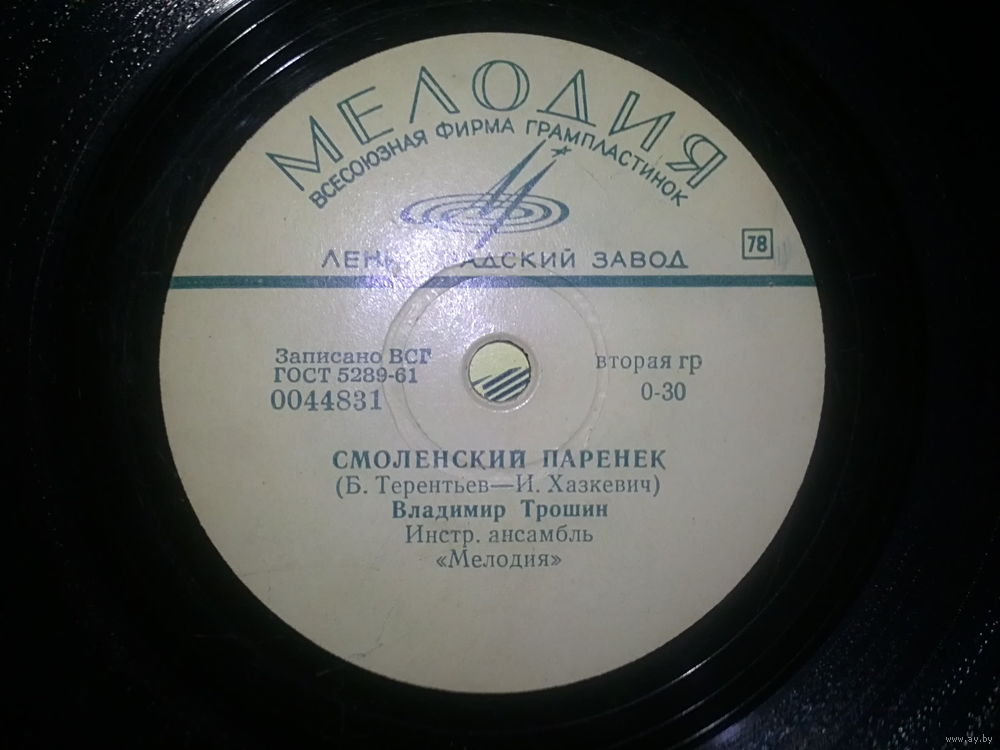 МЕЛОДИЯ
ВСЕСОЮЗНАЯ ФИРМА ГРАМПЛАСТИНОК
ЗАВОД
78
Записано ВСГ
ГОСТ 5289-61
0044831
вторая гр
0-30
СМОЛЕНСКИЙ ПАРЕНЕК
(Б. Терентьев—И. Хазкевич)
Владимир Трошин
Инстр. ансамбль
«Мелодия»
www.ay.by